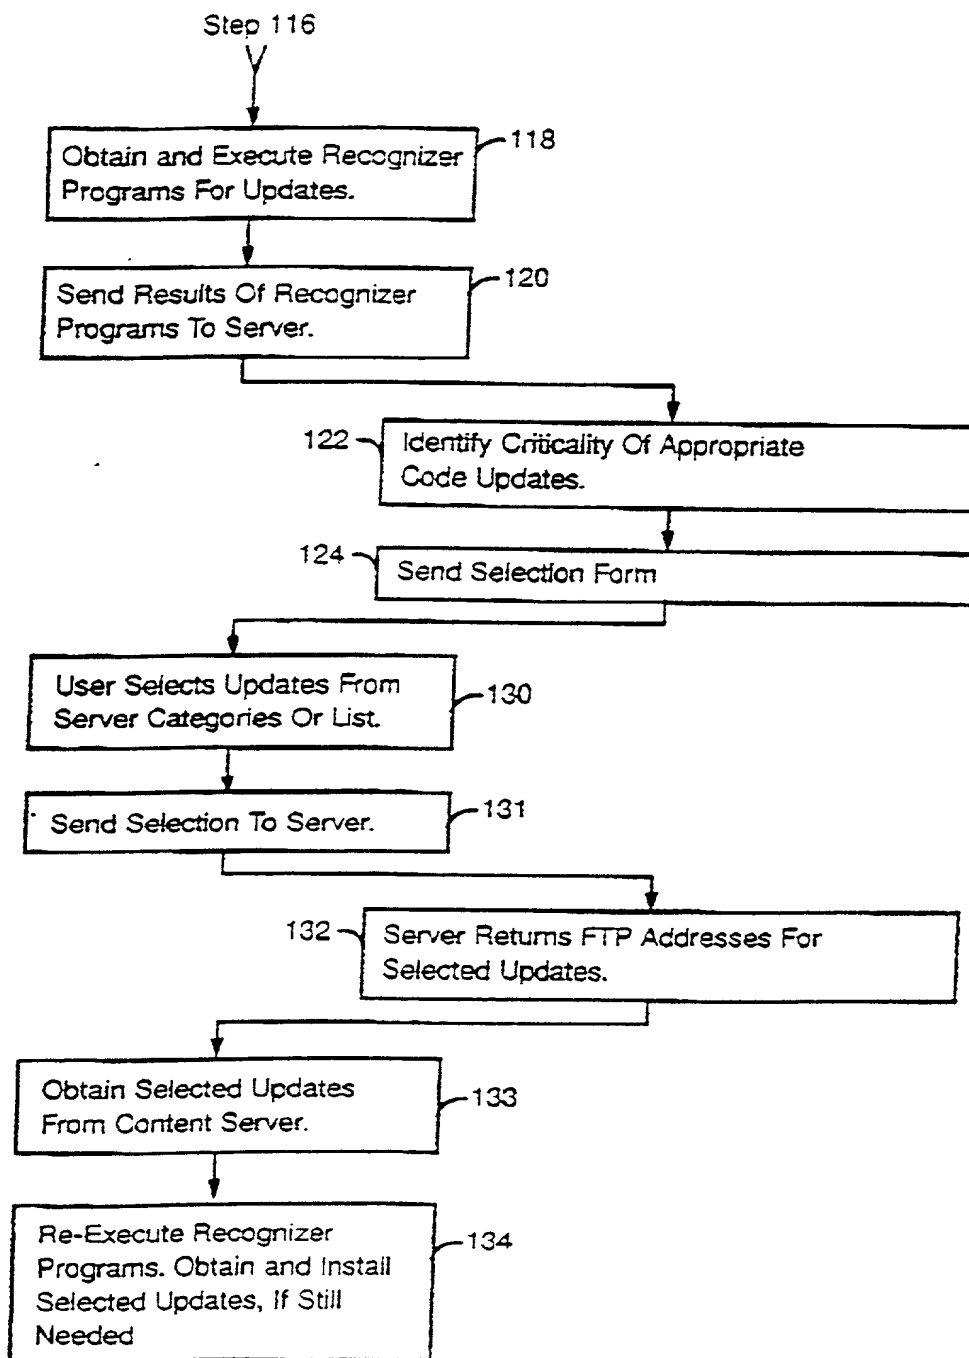 Step 116
Obtain and Execute Recognizer
Programs For Updates.
118
Send Results Of Recognizer
Programs To Server.
120
122
Identify Criticality Of Appropriate
Code Updates.
124
Send Selection Form
User Selects Updates From
Server Categories Or List.
130
Send Selection To Server.
131
132
Server Returns FTP Addresses For
Selected Updates.
Obtain Selected Updates
From Content Server.
133
Re-Execute Recognizer
Programs. Obtain and Install
Selected Updates, If Still
Needed
134